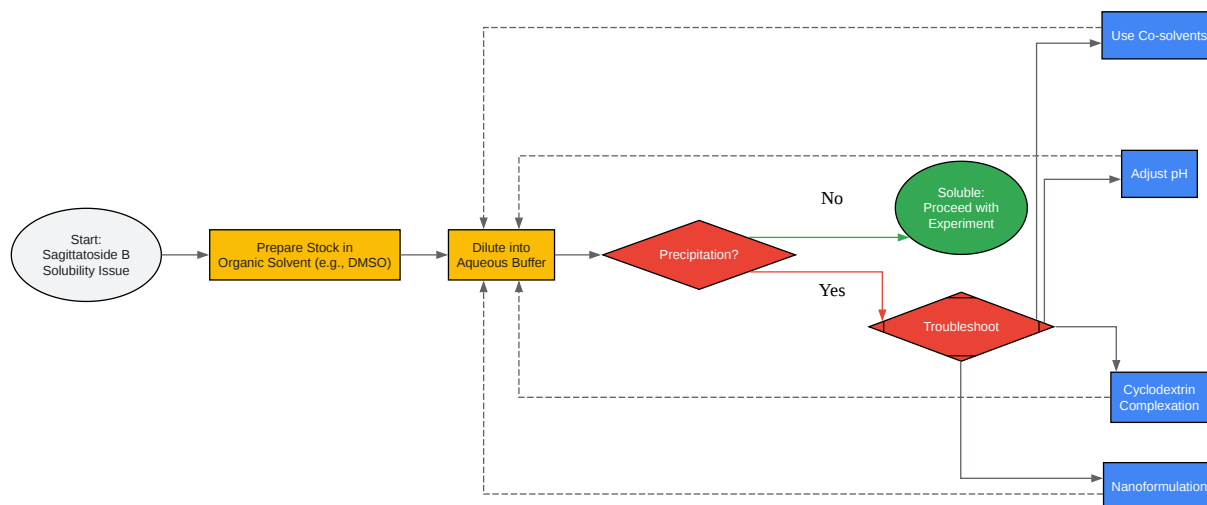 Start:
Sagittatoside B
Solubility Issue
Prepare Stock in
Organic Solvent (e.g., DMSO)
Dilute into
Aqueous Buffer
Precipitation?
No
Soluble:
Proceed with
Experiment
Yes
Troubleshoot
Use Co-solvents
Adjust pH
Cyclodextrin
Complexation
Nanoformulation